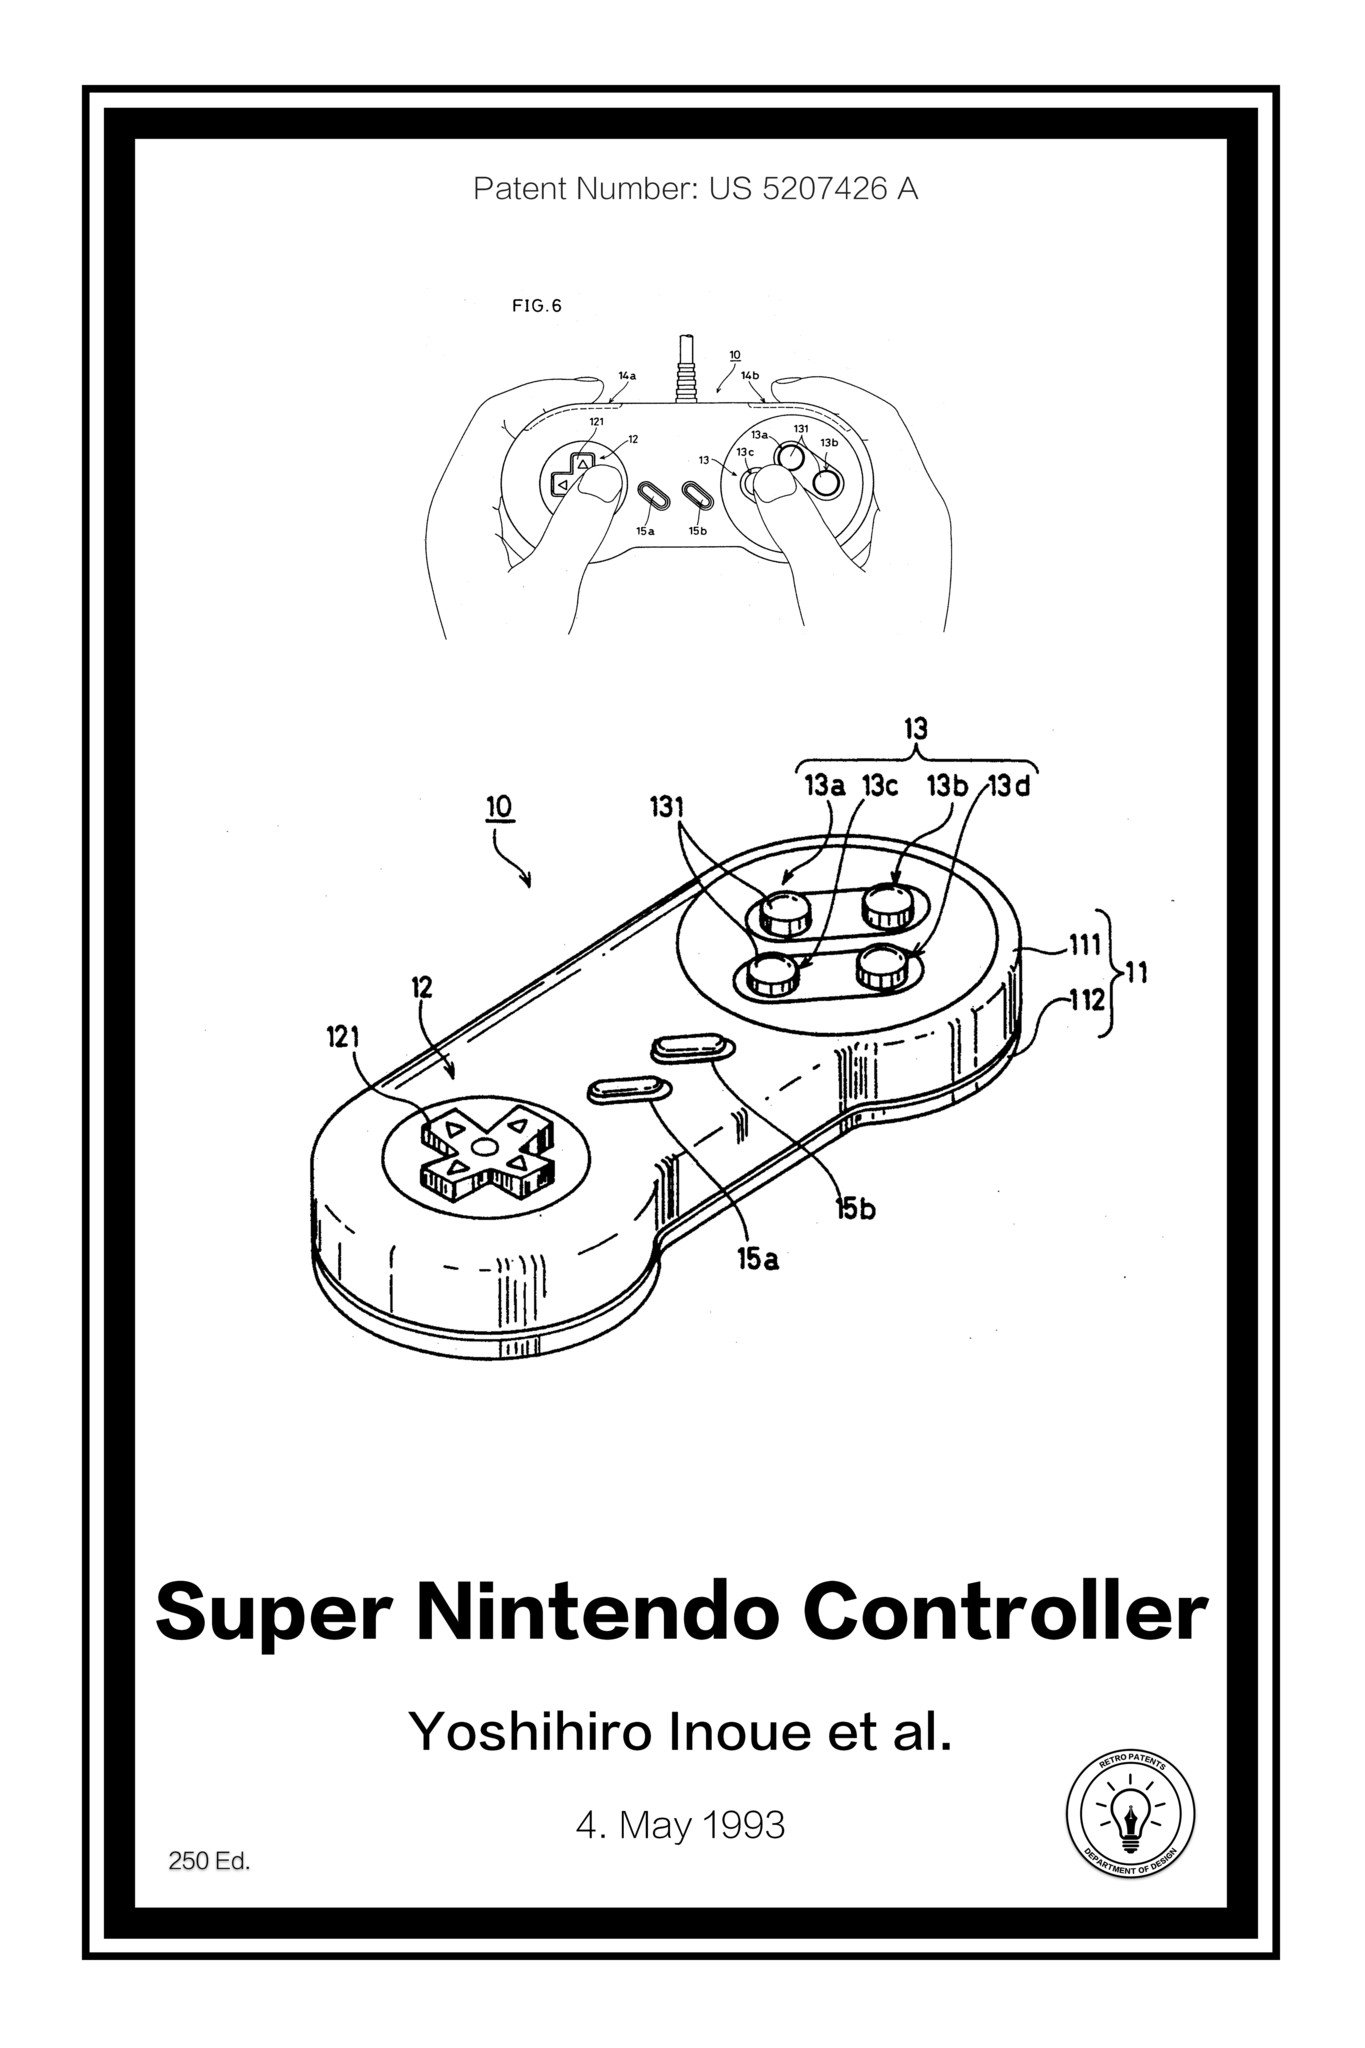 Patent Number: US 5207426 A
FIG.6
10
14a
14b
121
12
13a
131
13b
13
13c
15a
15b
13
13a 13c 13b 13d
10
131
111
11
112
12
121
15b
15a
Super Nintendo Controller
Yoshihiro Inoue et al.
4. May 1993
250 Ed.
RETRO PATENTS
DEPARTMENT OF DESIGN